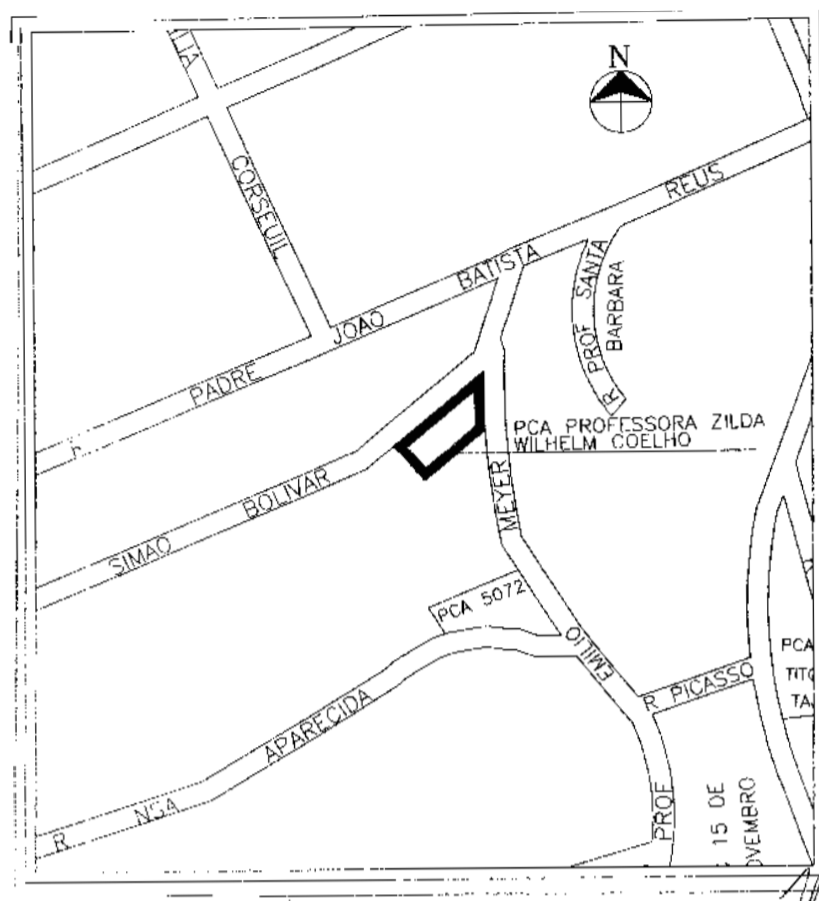 N
CORSEUIL
REUS
BATISTA
R PROF SANTA
BARBARA
JOAO
PADRE
PCA PROFESSORA ZILDA
WILHELM COELHO
BOLIVAR
SIMAO
MEYER
PCA 5072
EMILIO
R PICASSO
PCA
APARECIDA
R NSA
PROF
15 DE
OVEMBRO